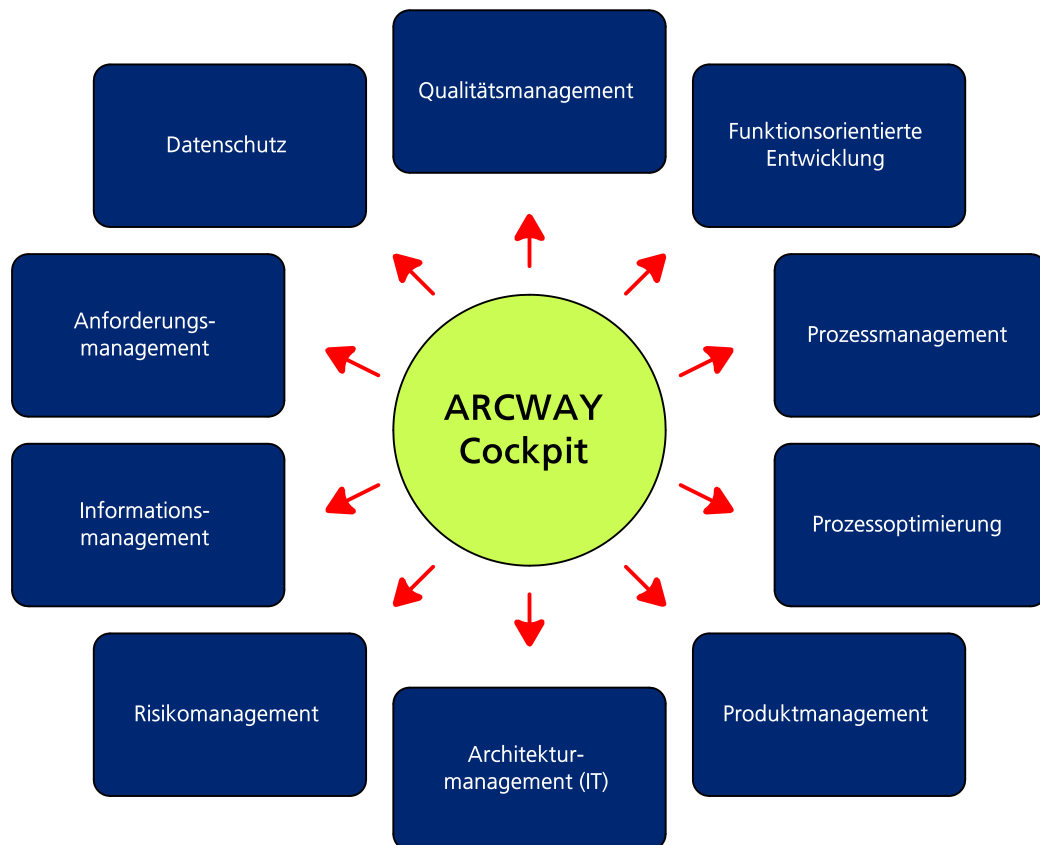 Qualitätsmanagement
Datenschutz
Funktionsorientierte
Entwicklung
Anforderungs-
management
Prozessmanagement
ARCWAY
Cockpit
Informations-
management
Prozessoptimierung
Risikomanagement
Produktmanagement
Architektur-
management (IT)